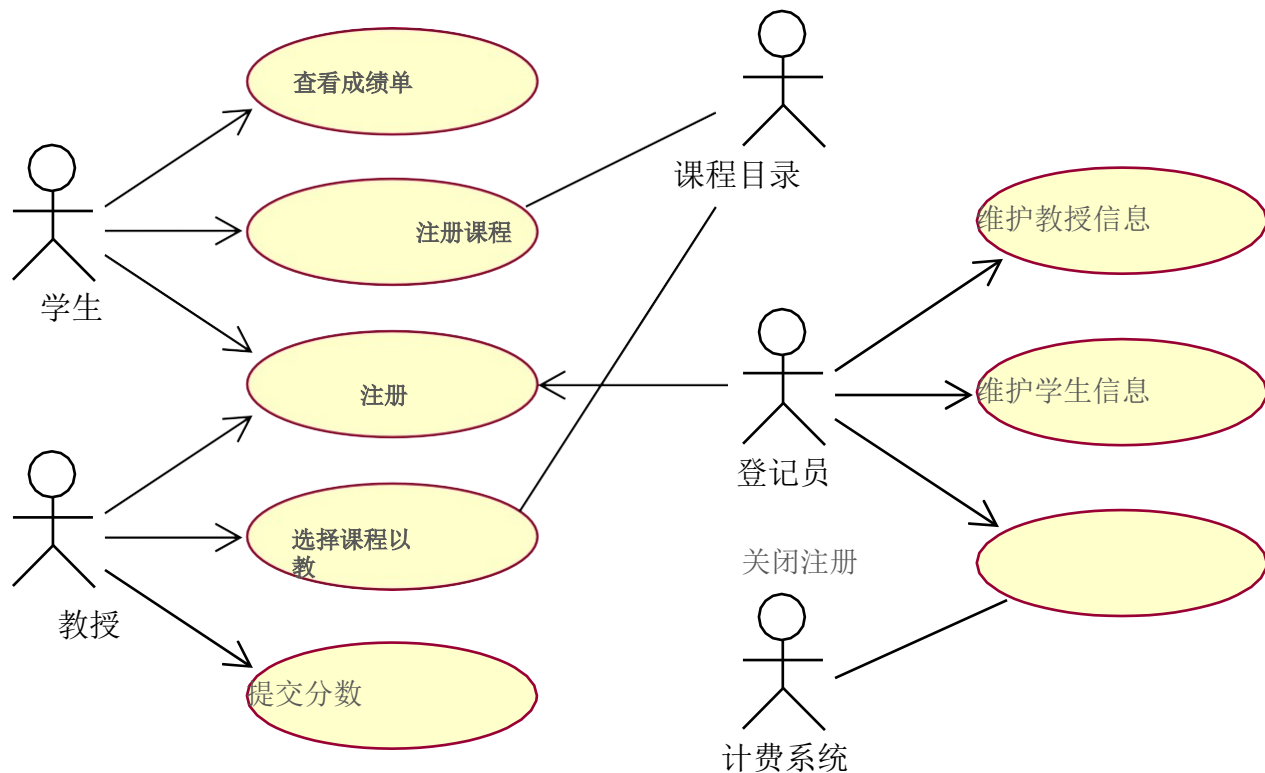 查看成绩单
课程目录
注册课程
维护教授信息
学生
注册
维护学生信息
登记员
选择课程以
教
关闭注册
教授
提交分数
计费系统